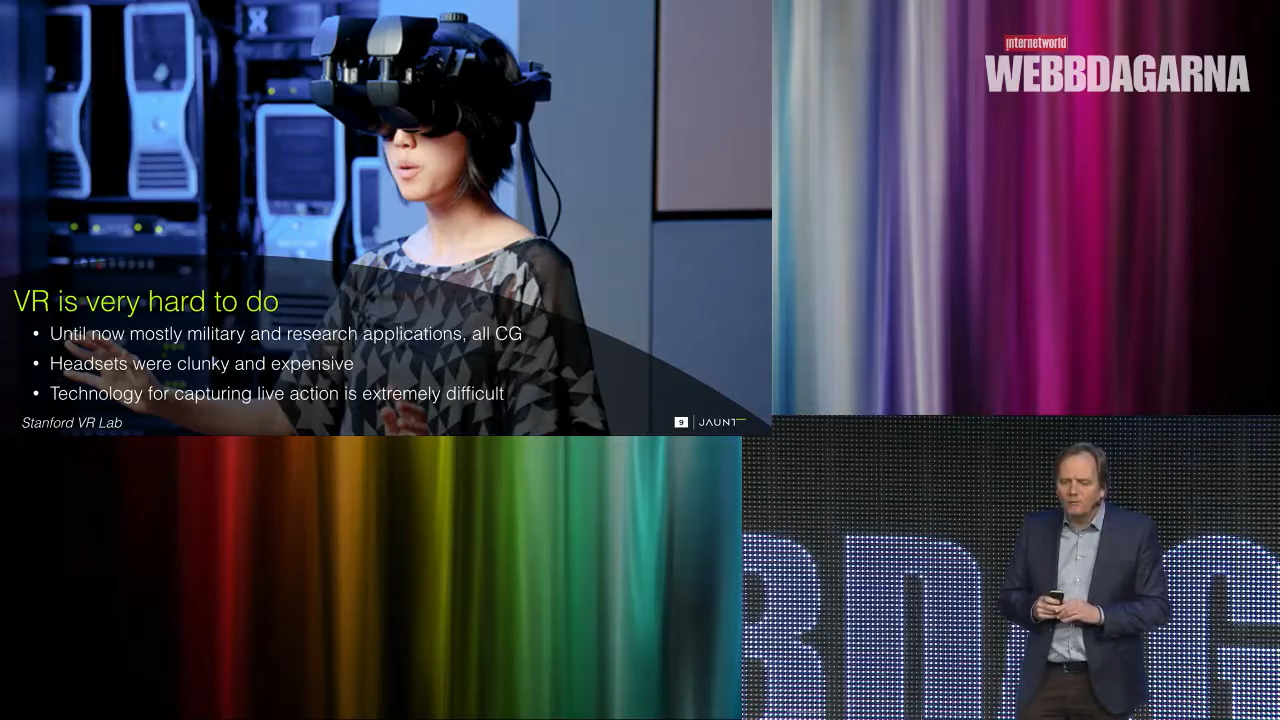 internetworld
WEBBDAGARNA
VR is very hard to do
• Until now mostly military and research applications, all CG
• Headsets were clunky and expensive
• Technology for capturing live action is extremely difficult
Stanford VR Lab
9 JAUNT
BDAG